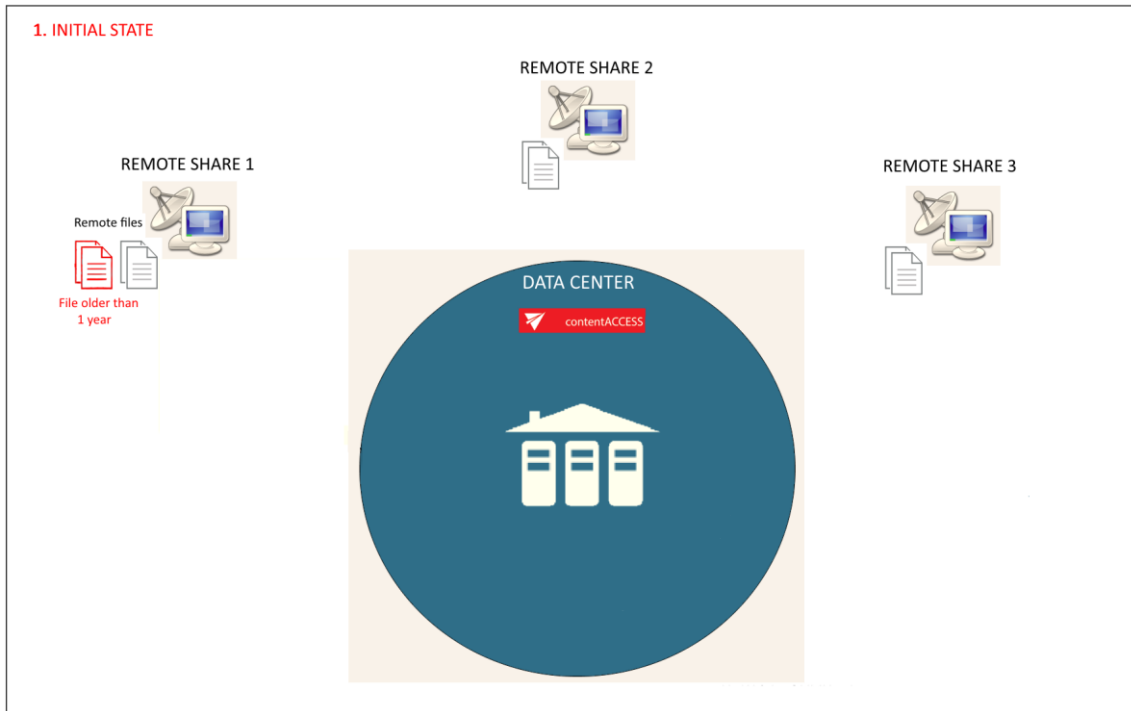 1. INITIAL STATE
REMOTE SHARE 2
REMOTE SHARE 1
REMOTE SHARE 3
Remote files
File older than
1 year
DATA CENTER
contentACCESS